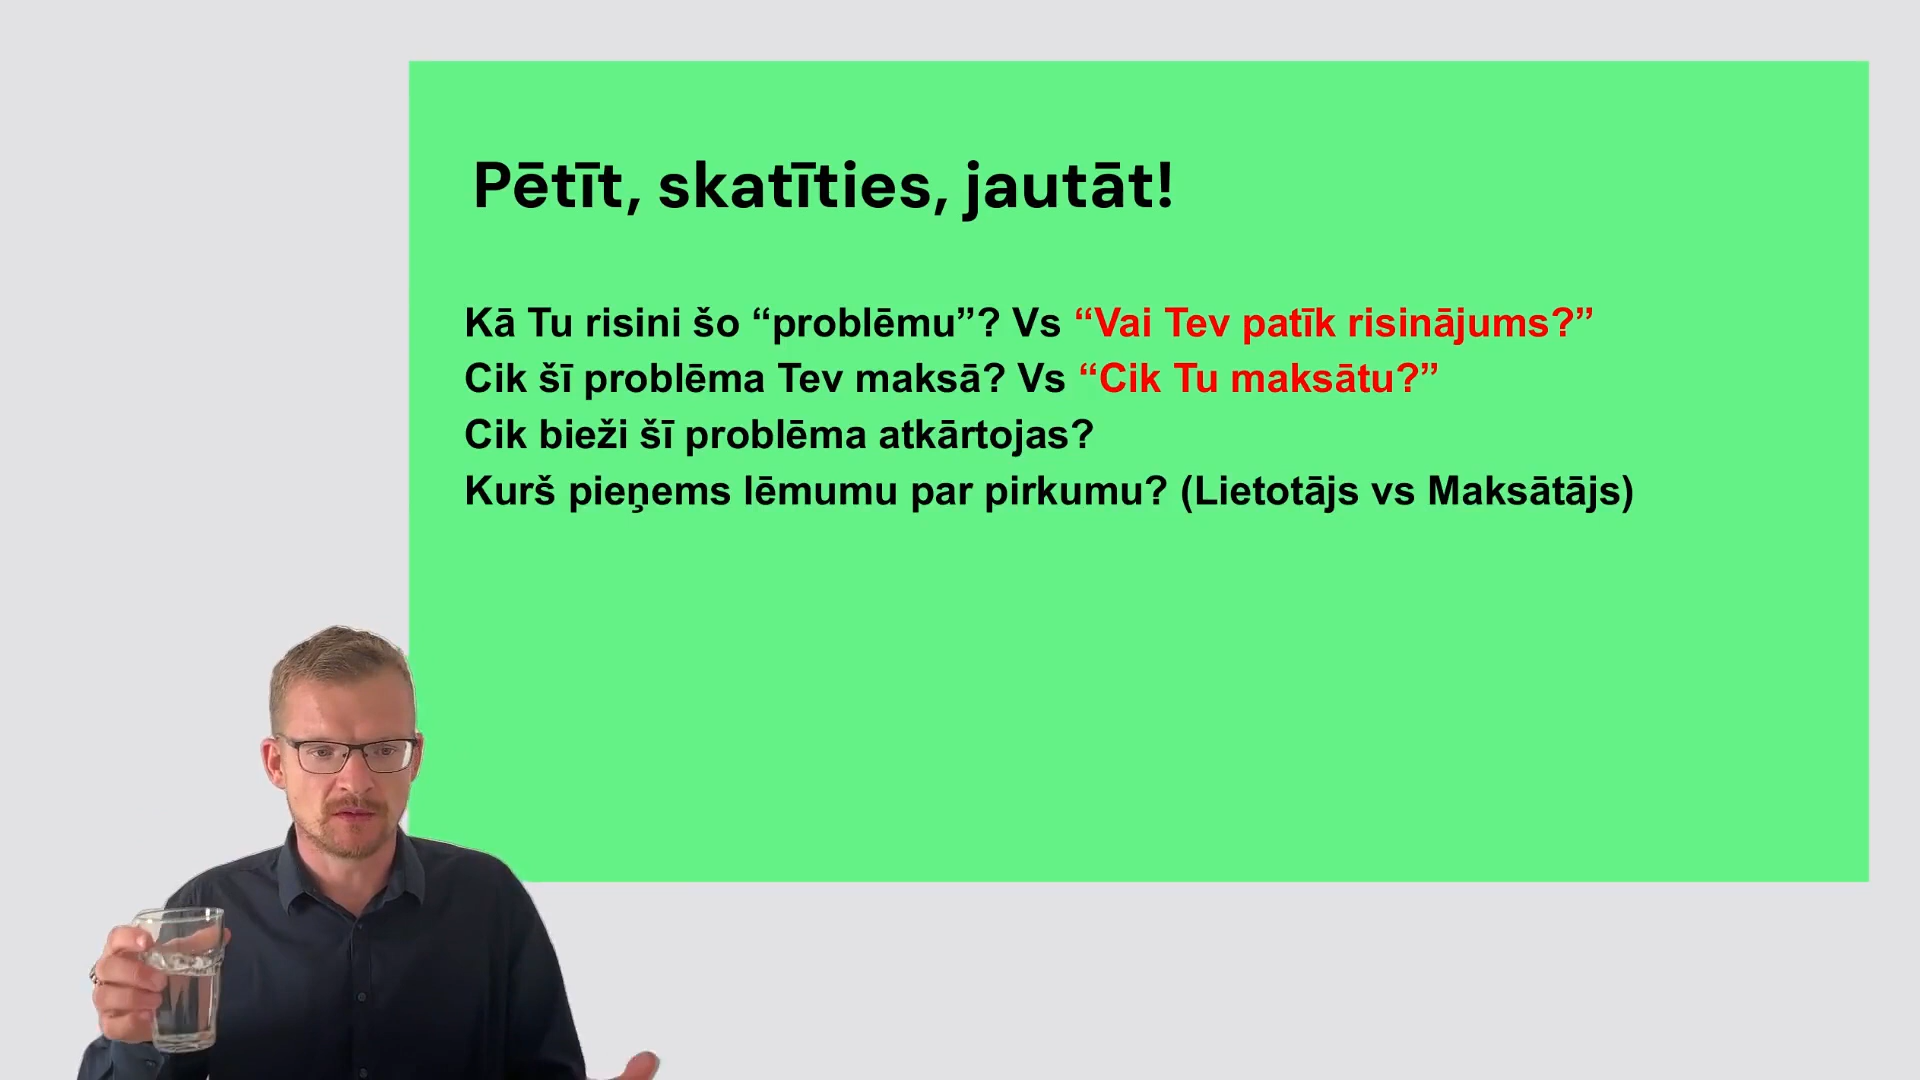 Pētīt, skatīties, jautāt!
Kā Tu risini šo “problēmu”? Vs “Vai Tev patīk risinājums?”
Cik šī problēma Tev maksā? Vs “Cik Tu maksātu?”
Cik bieži šī problēma atkārtojas?
Kurš pieņems lēmumu par pirkumu? (Lietotājs vs Maksātājs)